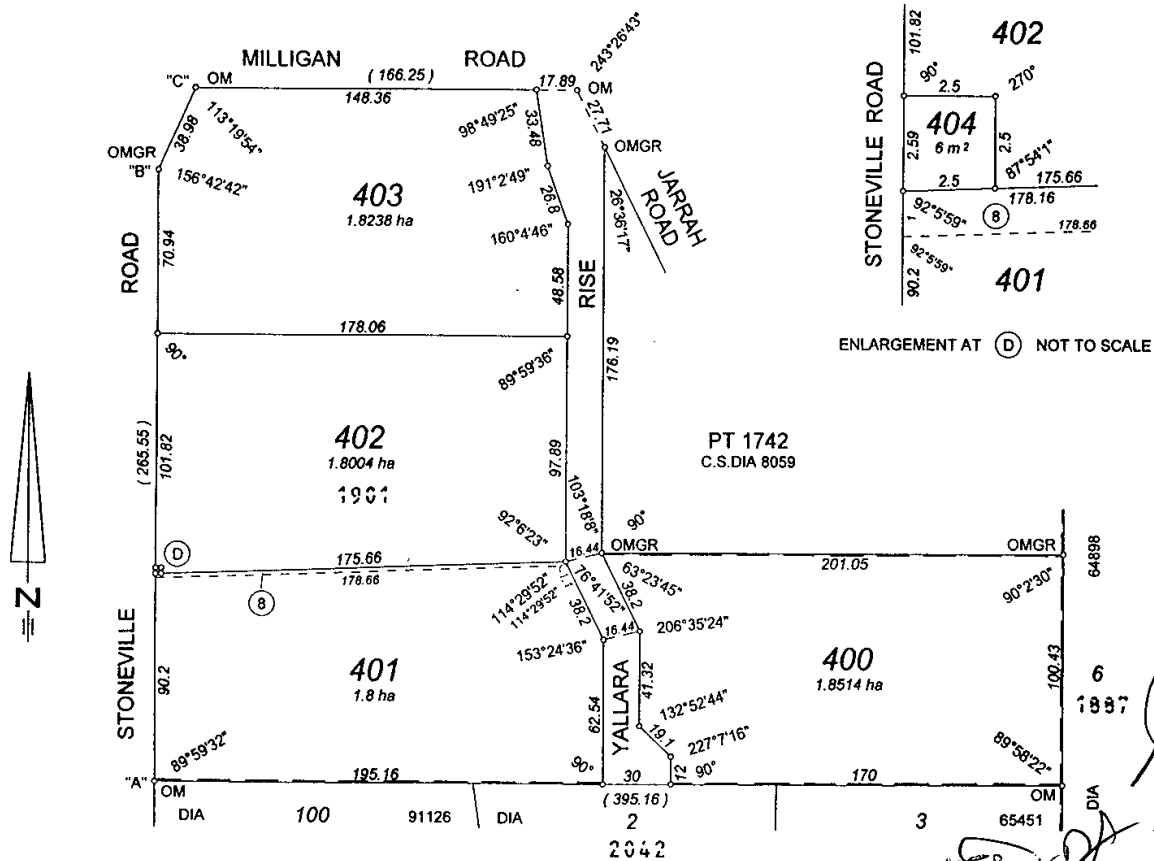 MILLIGAN ROAD
"C" OM
( 166.25 )
148.36
17.89
243°26'43"
OM
27.71
OMGR
113°19'54"
38.98
OMGR
"B"
156°42'42"
98°49'25"
33.48
191°2'49"
26.8
160°4'46"
403
1.8238 ha
JARRAH
ROAD
26°36'17"
ROAD
70.94
48.58
RISE
178.06
90°
89°59'36"
176.19
( 265.55 )
101.82
402
1.8004 ha
1901
97.89
PT 1742
C.S.DIA 8059
103°18'8"
90°
92°6'23"
16.44
OMGR
OMGR
D
175.66
178.66
8
201.05
64898
114°29'52"
114°29'52"
1.1
76°41'52"
63°23'45"
38.2
38.2
90°2'30"
16.44
206°35'24"
153°24'36"
STONEVILLE
90.2
401
1.8 ha
62.54
YALLARA
41.32
132°52'44"
19.1
227°7'16"
400
1.8514 ha
100.43
6
1887
89°59'32"
90°
12
90°
89°58'22"
"A"
195.16
30
170
OM
( 395.16 )
OM
DIA
DIA 100 91126
DIA 2
3 65451
2042
N
101.82
402
90°
2.5
270°
STONEVILLE ROAD
2.59
404
6 m²
2.5
87°54'1"
175.66
2.5
178.16
92°5'59"
8
1
178.66
92°5'59"
90.2
401
ENLARGEMENT AT D NOT TO SCALE